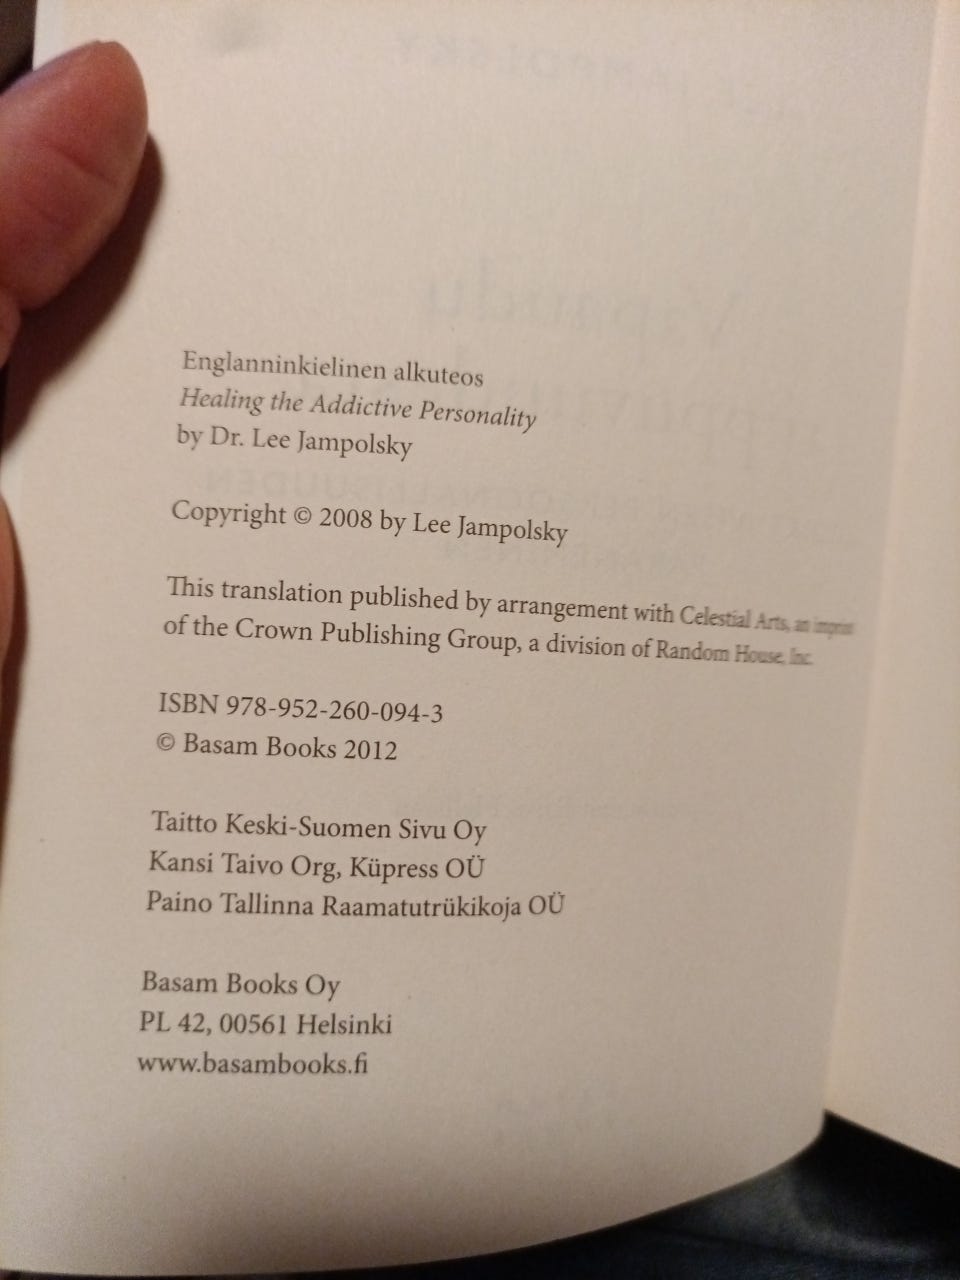 Englanninkielinen alkuteos
Healing the Addictive Personality
by Dr. Lee Jampolsky
Copyright © 2008 by Lee Jampolsky
This translation published by arrangement with Celestial Arts, an imprint
of the Crown Publishing Group, a division of Random House, Inc.
ISBN 978-952-260-094-3
© Basam Books 2012
Taitto Keski-Suomen Sivu Oy
Kansi Taivo Org, Küpress OÜ
Paino Tallinna Raamatutrükikoja OÜ
Basam Books Oy
PL 42, 00561 Helsinki
www.basambooks.fi